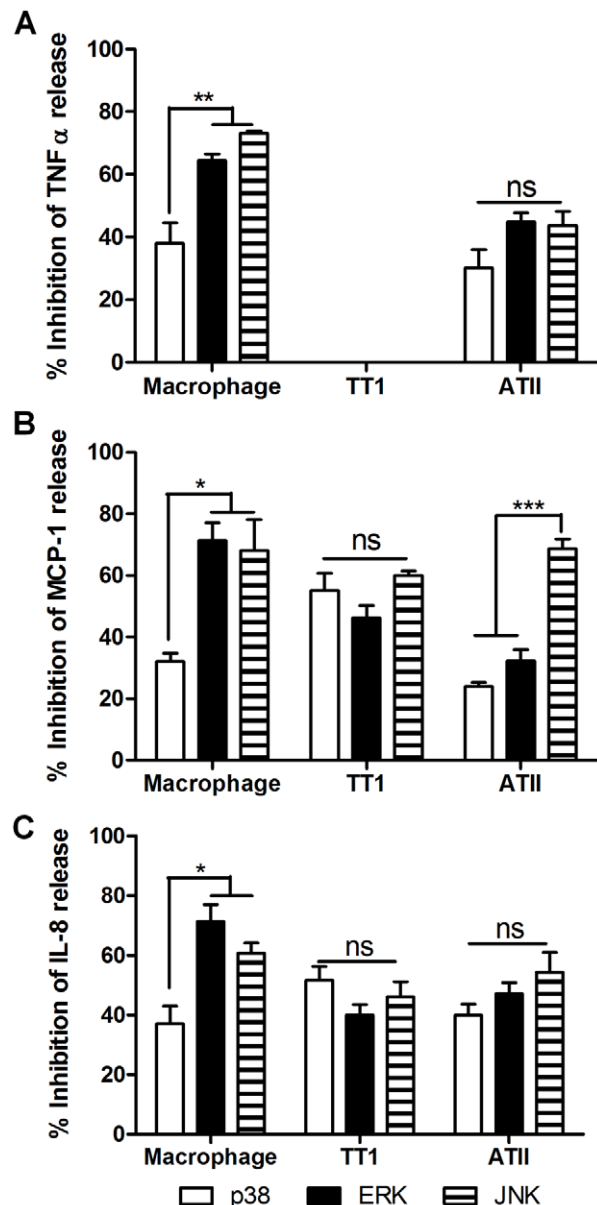 A
% Inhibition of TNF α release
100
80
60
40
20
0
**
ns
Macrophage TT1 ATII
B
% Inhibition of MCP-1 release
100
80
60
40
20
0
*
ns
***
Macrophage TT1 ATII
C
% Inhibition of IL-8 release
100
80
60
40
20
0
*
ns
ns
Macrophage TT1 ATII
p38 ERK JNK